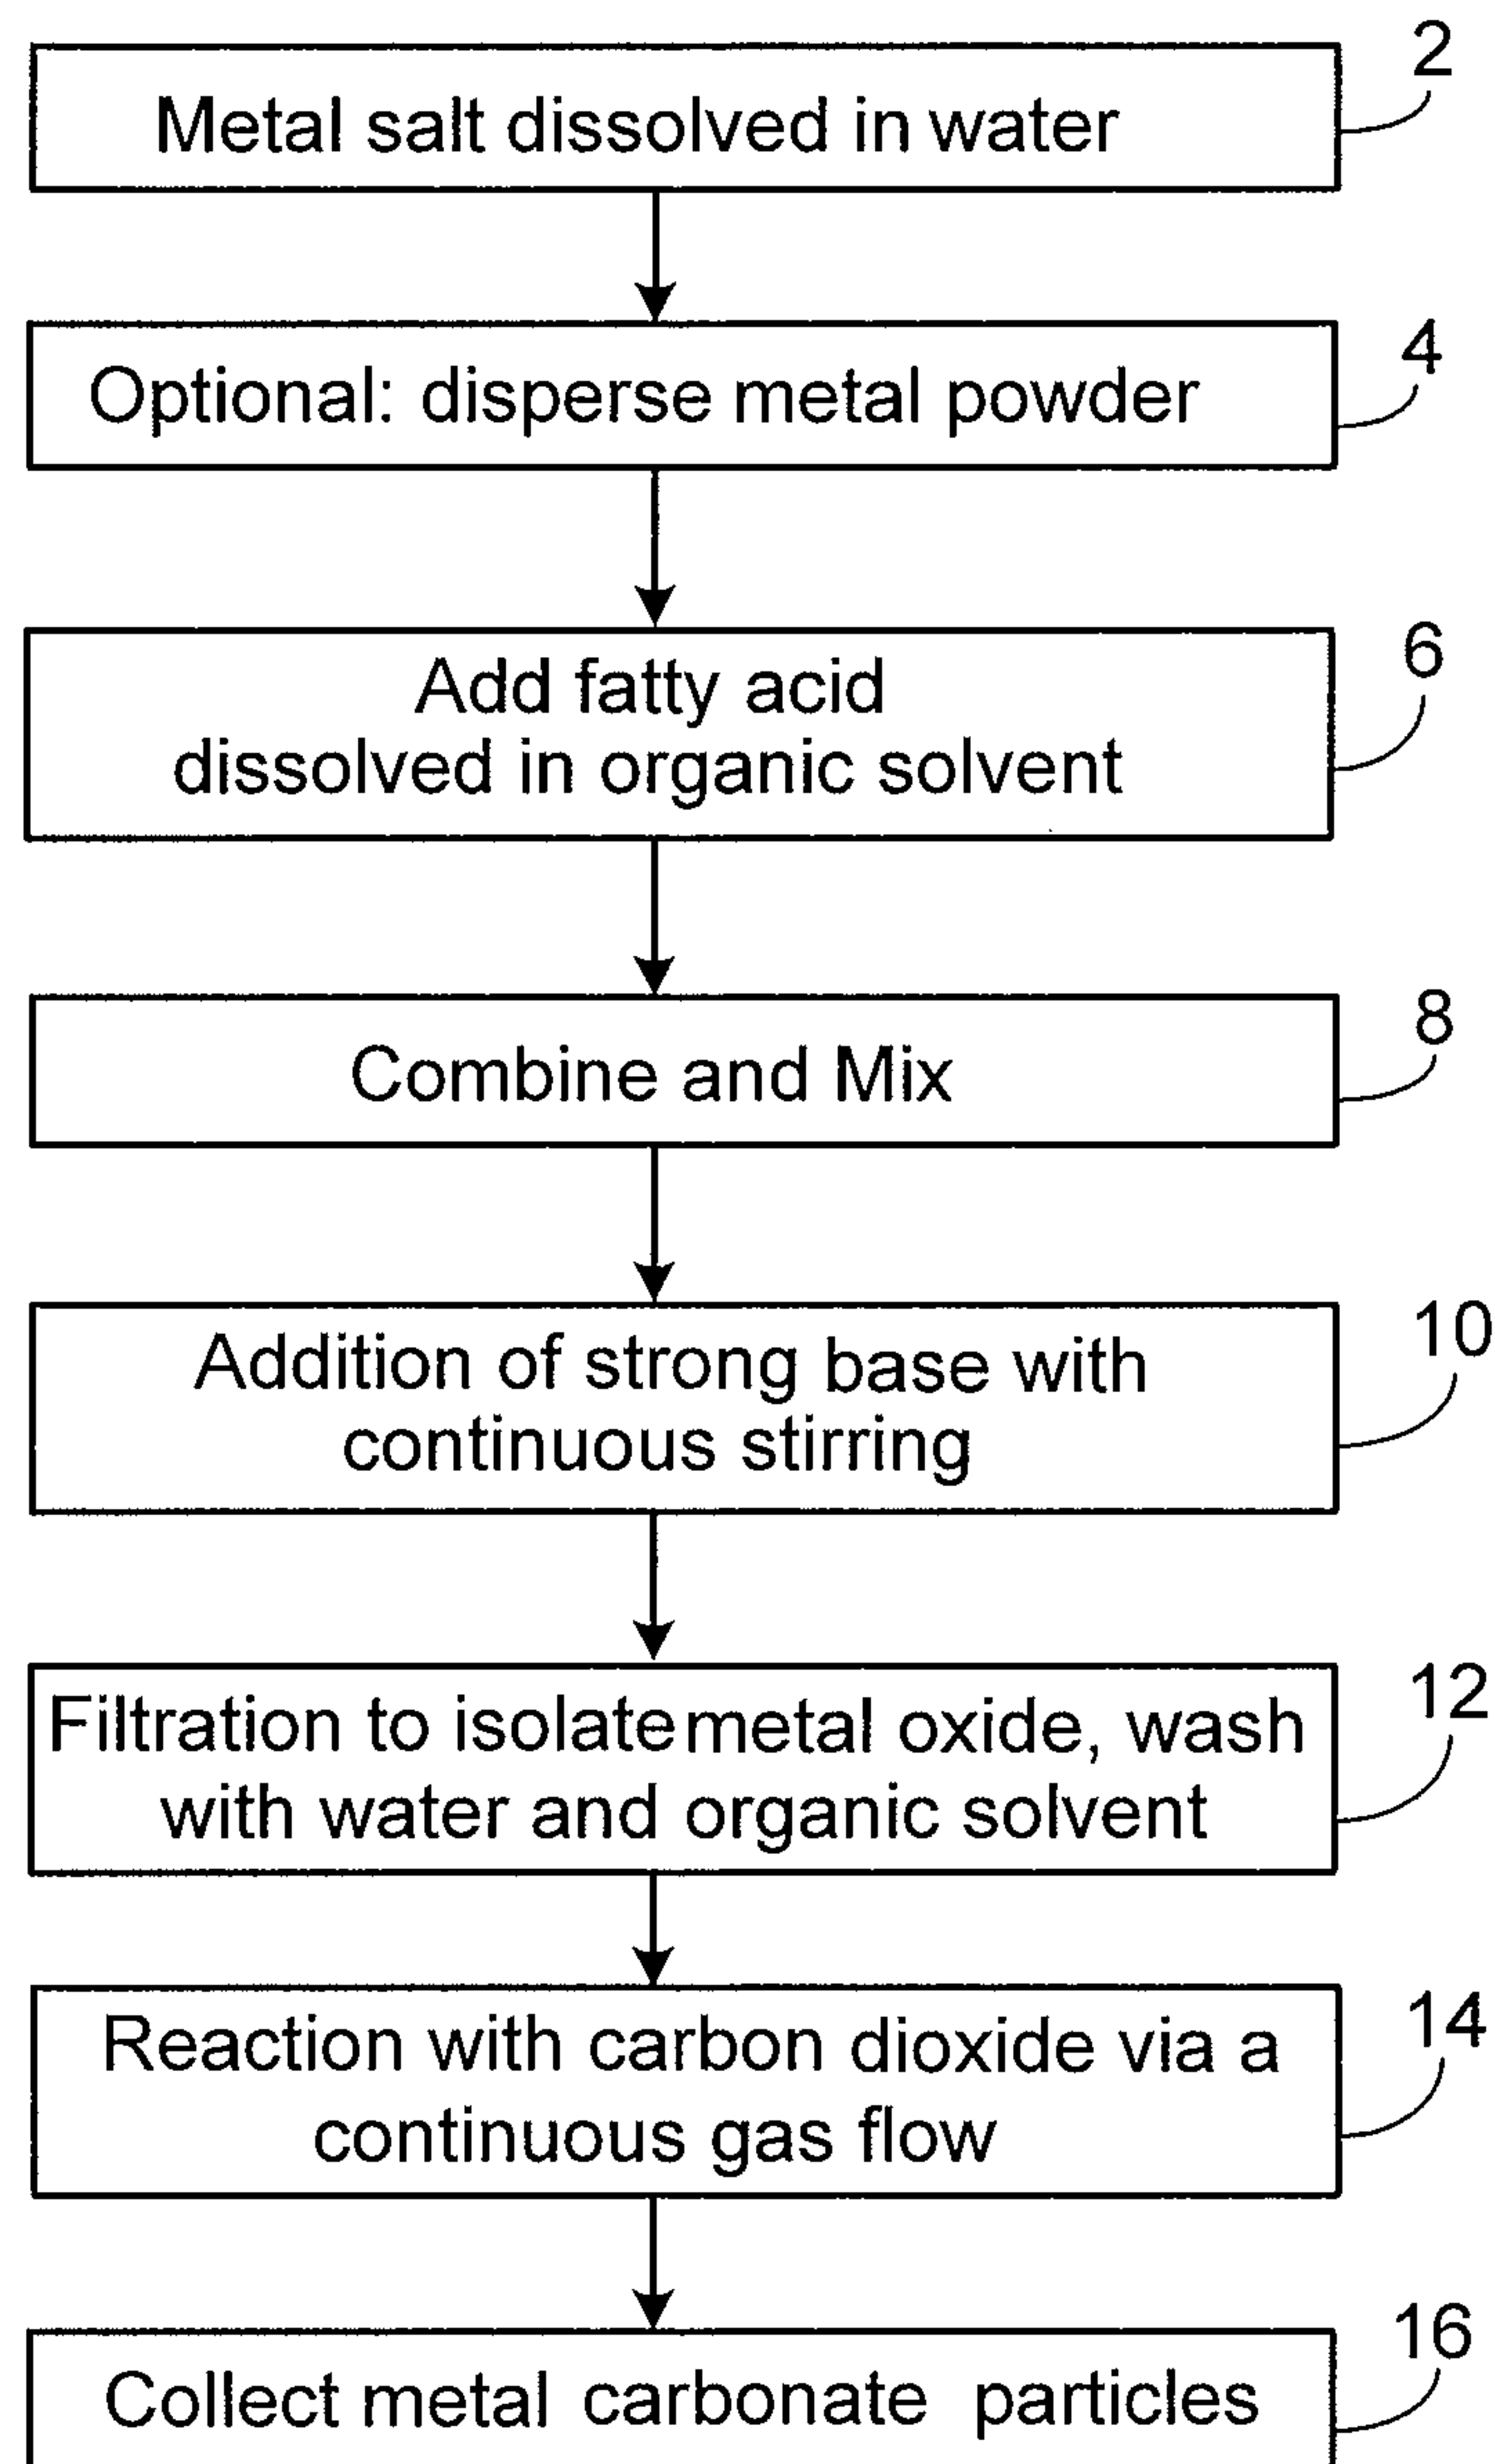 2
Metal salt dissolved in water
4
Optional: disperse metal powder
6
Add fatty acid
dissolved in organic solvent
8
Combine and Mix
10
Addition of strong base with
continuous stirring
12
Filtration to isolate metal oxide, wash
with water and organic solvent
14
Reaction with carbon dioxide via a
continuous gas flow
16
Collect metal carbonate particles